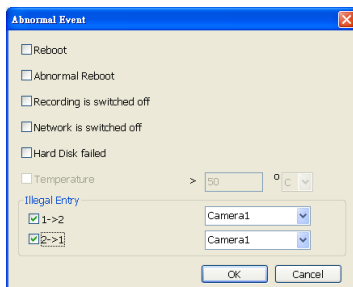 Abnormal Event
Reboot
Abnormal Reboot
Recording is switched off
Network is switched off
Hard Disk failed
Temperature > 50 o C
Illegal Entry
1->2 Camera1
2->1 Camera1
OK Cancel